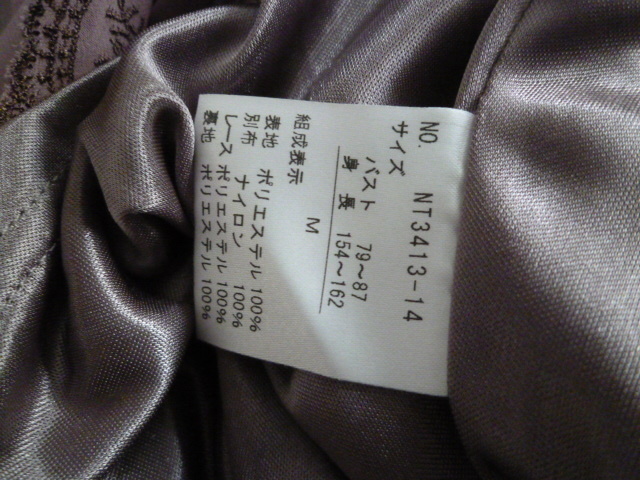 NO. NT3413-14
サイズ
バスト 79～87
身長 154～162
M
組成表示
表地 ポリエステル 100%
別布 ナイロン 100%
レース ポリエステル 100%
裏地 ポリエステル 100%